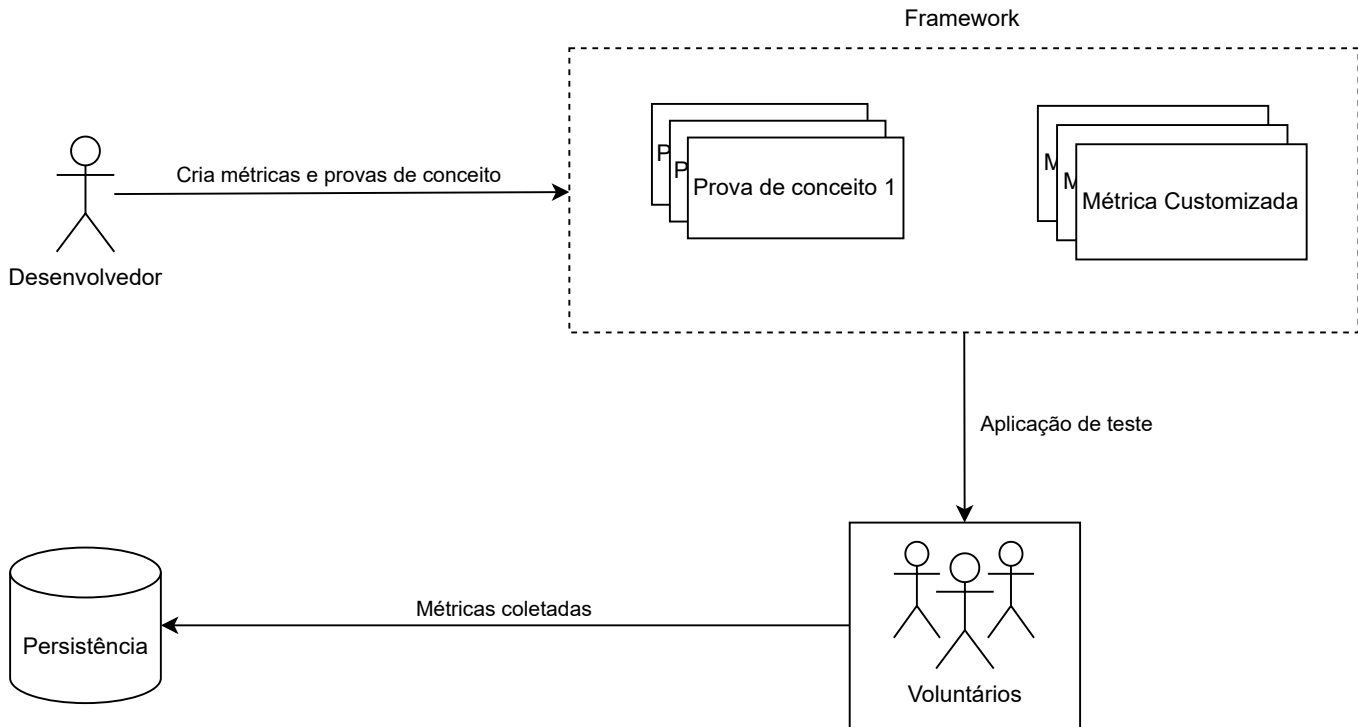 Framework
P
P
Prova de conceito 1
M
M
Métrica Customizada
Cria métricas e provas de conceito
Desenvolvedor
Aplicação de teste
Métricas coletadas
Persistência
Voluntários